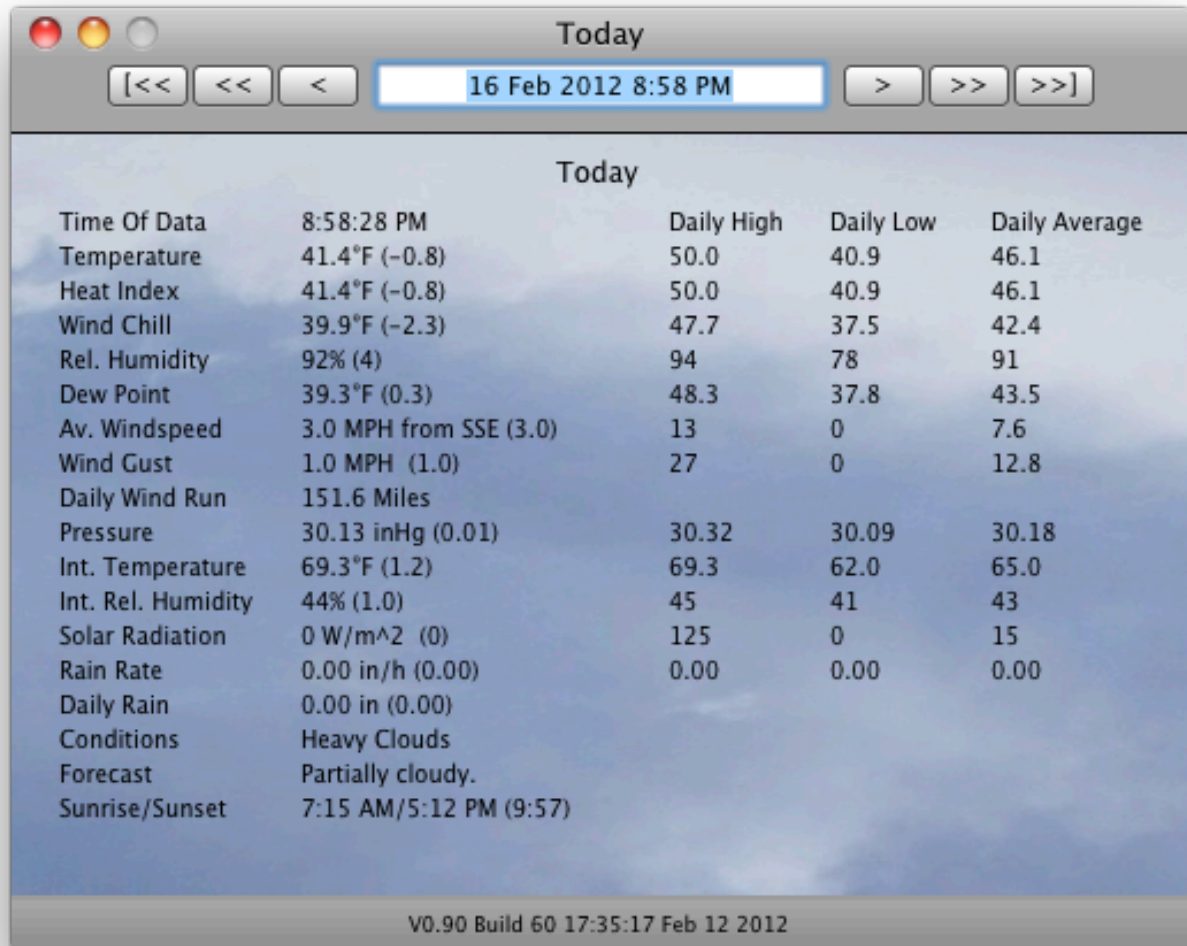 Today
[<< << < 16 Feb 2012 8:58 PM > >> >>]
Today
Time Of Data 8:58:28 PM Daily High Daily Low Daily Average
Temperature 41.4°F (-0.8) 50.0 40.9 46.1
Heat Index 41.4°F (-0.8) 50.0 40.9 46.1
Wind Chill 39.9°F (-2.3) 47.7 37.5 42.4
Rel. Humidity 92% (4) 94 78 91
Dew Point 39.3°F (0.3) 48.3 37.8 43.5
Av. Windspeed 3.0 MPH from SSE (3.0) 13 0 7.6
Wind Gust 1.0 MPH (1.0) 27 0 12.8
Daily Wind Run 151.6 Miles
Pressure 30.13 inHg (0.01) 30.32 30.09 30.18
Int. Temperature 69.3°F (1.2) 69.3 62.0 65.0
Int. Rel. Humidity 44% (1.0) 45 41 43
Solar Radiation 0 W/m^2 (0) 125 0 15
Rain Rate 0.00 in/h (0.00) 0.00 0.00 0.00
Daily Rain 0.00 in (0.00)
Conditions Heavy Clouds
Forecast Partially cloudy.
Sunrise/Sunset 7:15 AM/5:12 PM (9:57)
V0.90 Build 60 17:35:17 Feb 12 2012